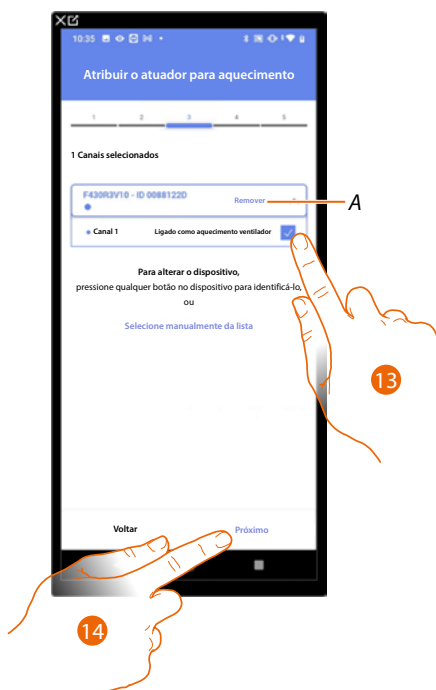 10:35
Atribuir o atuador para aquecimento
1 2 3 4 5
1 Canais selecionados
F430R3V10 - ID 0088122D
Remover
A
Canal 1 Ligado como aquecimento ventilador
Para alterar o dispositivo,
pressione qualquer botão no dispositivo para identificá-lo,
ou
Selecione manualmente da lista
13
Voltar Próximo
14